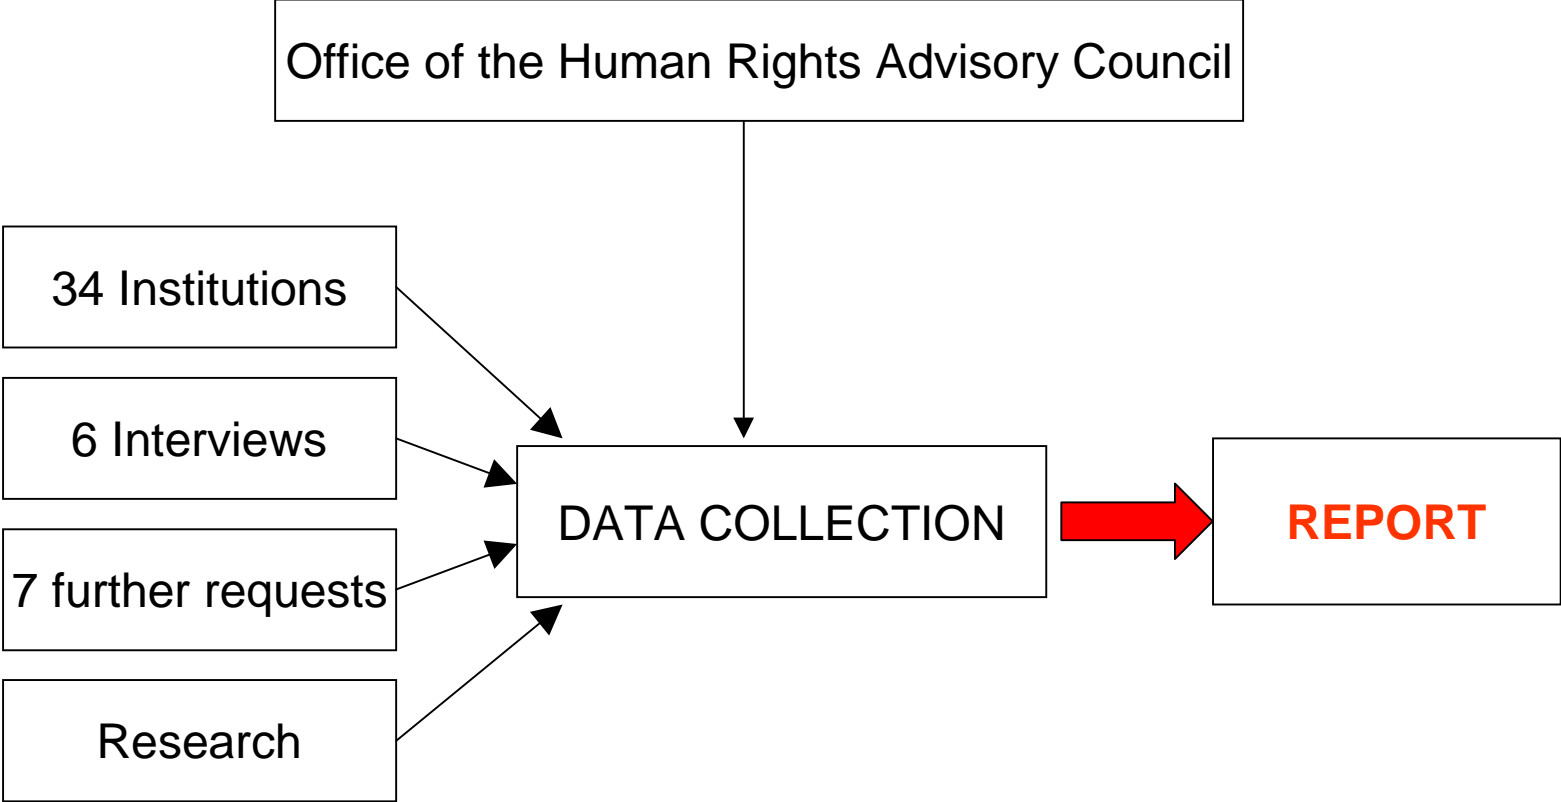 Office of the Human Rights Advisory Council
34 Institutions
6 Interviews
7 further requests
Research
DATA COLLECTION
REPORT